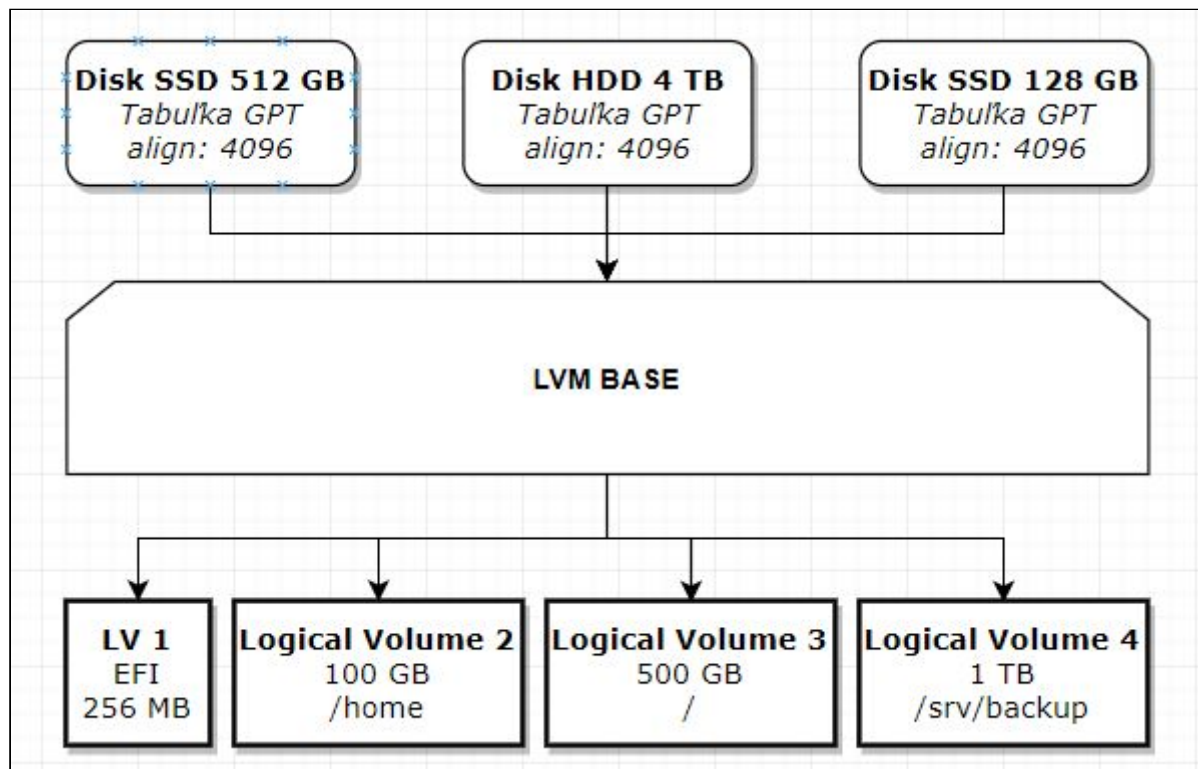 Disk SSD 512 GB
Tabuľka GPT
align: 4096
Disk HDD 4 TB
Tabuľka GPT
align: 4096
Disk SSD 128 GB
Tabuľka GPT
align: 4096
LVM BASE
LV 1
EFI
256 MB
Logical Volume 2
100 GB
/home
Logical Volume 3
500 GB
/
Logical Volume 4
1 TB
/srv/backup